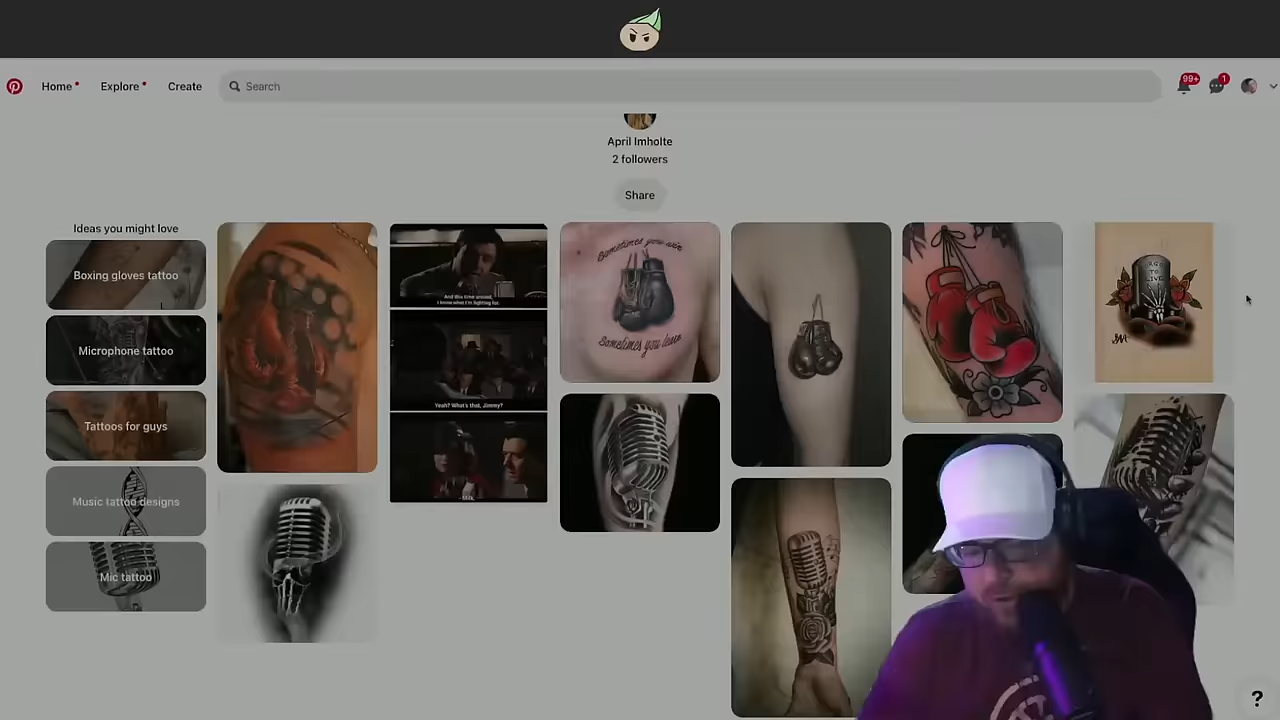 Home
Explore
Create
Search
99+
1
April Imholte
2 followers
Share
Ideas you might love
Boxing gloves tattoo
Microphone tattoo
Tattoos for guys
Music tattoo designs
Mic tattoo
And this time around,
I know what I'm fighting for.
Yeah? What's that, Jimmy?
- Milk.
Sometimes you win
Sometimes you learn
?